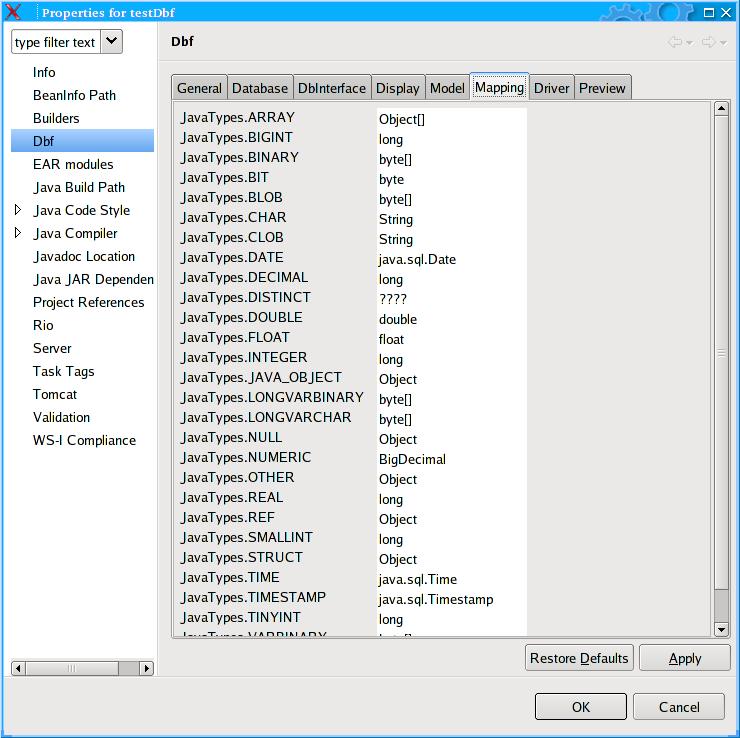 Properties for testDbf
type filter text
Info
BeanInfo Path
Builders
Dbf
EAR modules
Java Build Path
Java Code Style
Java Compiler
Javadoc Location
Java JAR Dependen
Project References
Rio
Server
Task Tags
Tomcat
Validation
WS-I Compliance
Dbf
General Database DbInterface Display Model Mapping Driver Preview
JavaTypes.ARRAY Object[]
JavaTypes.BIGINT long
JavaTypes.BINARY byte[]
JavaTypes.BIT byte
JavaTypes.BLOB byte[]
JavaTypes.CHAR String
JavaTypes.CLOB String
JavaTypes.DATE java.sql.Date
JavaTypes.DECIMAL long
JavaTypes.DISTINCT ????
JavaTypes.DOUBLE double
JavaTypes.FLOAT float
JavaTypes.INTEGER long
JavaTypes.JAVA_OBJECT Object
JavaTypes.LONGVARBINARY byte[]
JavaTypes.LONGVARCHAR byte[]
JavaTypes.NULL Object
JavaTypes.NUMERIC BigDecimal
JavaTypes.OTHER Object
JavaTypes.REAL long
JavaTypes.REF Object
JavaTypes.SMALLINT long
JavaTypes.STRUCT Object
JavaTypes.TIME java.sql.Time
JavaTypes.TIMESTAMP java.sql.Timestamp
JavaTypes.TINYINT long
JavaTypes.VARBINARY
Restore Defaults Apply
OK Cancel